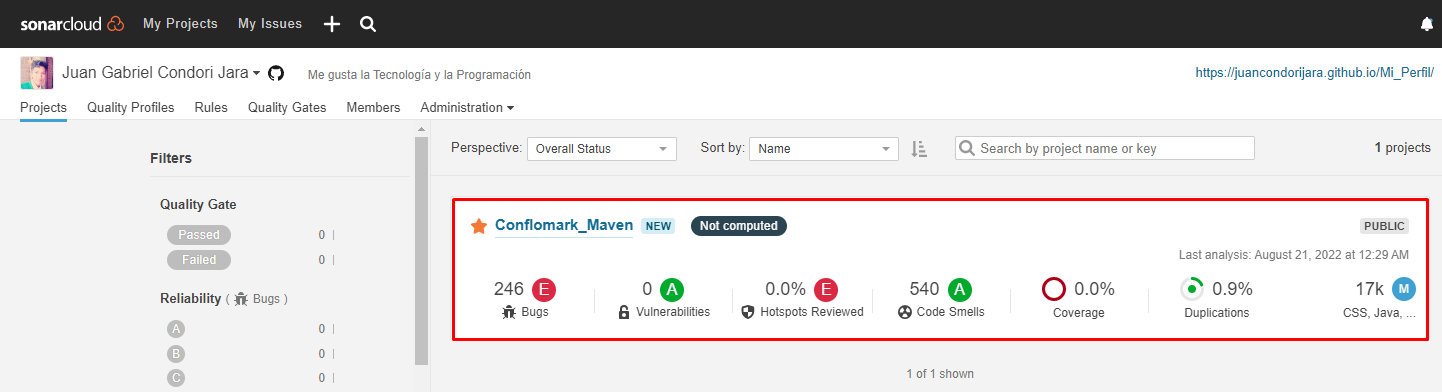 sonarcloud My Projects My Issues
Juan Gabriel Condori Jara Me gusta la Tecnología y la Programación https://juancondorijara.github.io/Mi_Perfil/
Projects Quality Profiles Rules Quality Gates Members Administration
Filters
Quality Gate
Passed 0
Failed 0
Reliability ( Bugs )
A 0
B 0
C 0
Perspective: Overall Status Sort by: Name Search by project name or key 1 projects
Conflomark_Maven NEW Not computed PUBLIC
Last analysis: August 21, 2022 at 12:29 AM
246 E 0 A 0.0% E 540 A 0.0% 0.9% 17k M
Bugs Vulnerabilities Hotspots Reviewed Code Smells Coverage Duplications CSS, Java, ...
1 of 1 shown